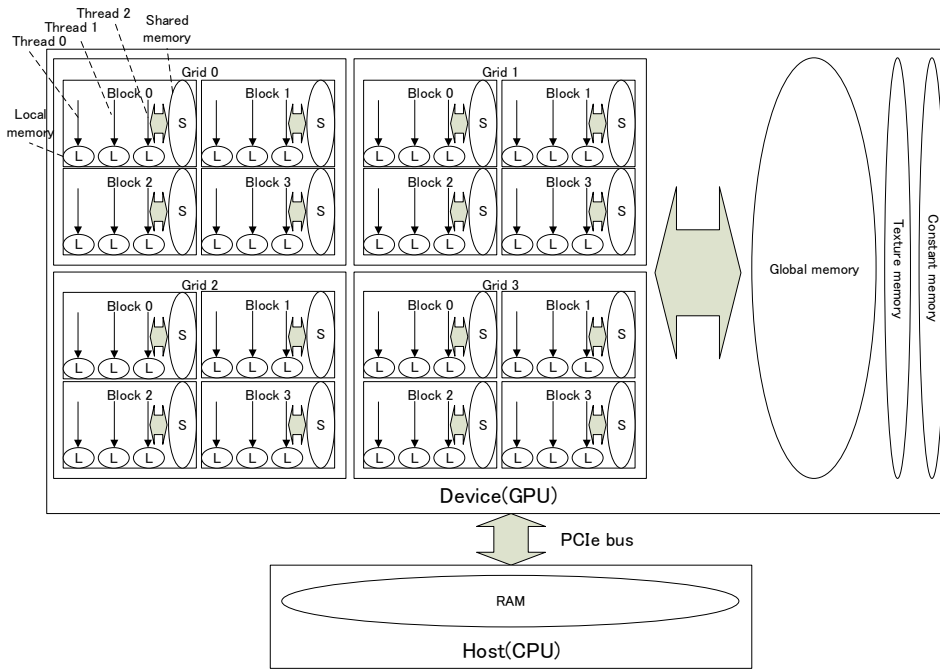 Thread 2
Thread 1
Thread 0
Shared
memory
Local
memory
Grid 0
Block 0
S
L L L
Block 1
S
L L L
Block 2
S
L L L
Block 3
S
L L L
Grid 1
Block 0
S
L L L
Block 1
S
L L L
Block 2
S
L L L
Block 3
S
L L L
Grid 2
Block 0
S
L L L
Block 1
S
L L L
Block 2
S
L L L
Block 3
S
L L L
Grid 3
Block 0
S
L L L
Block 1
S
L L L
Block 2
S
L L L
Block 3
S
L L L
Global memory
Texture memory
Constant memory
Device(GPU)
PCIe bus
RAM
Host(CPU)